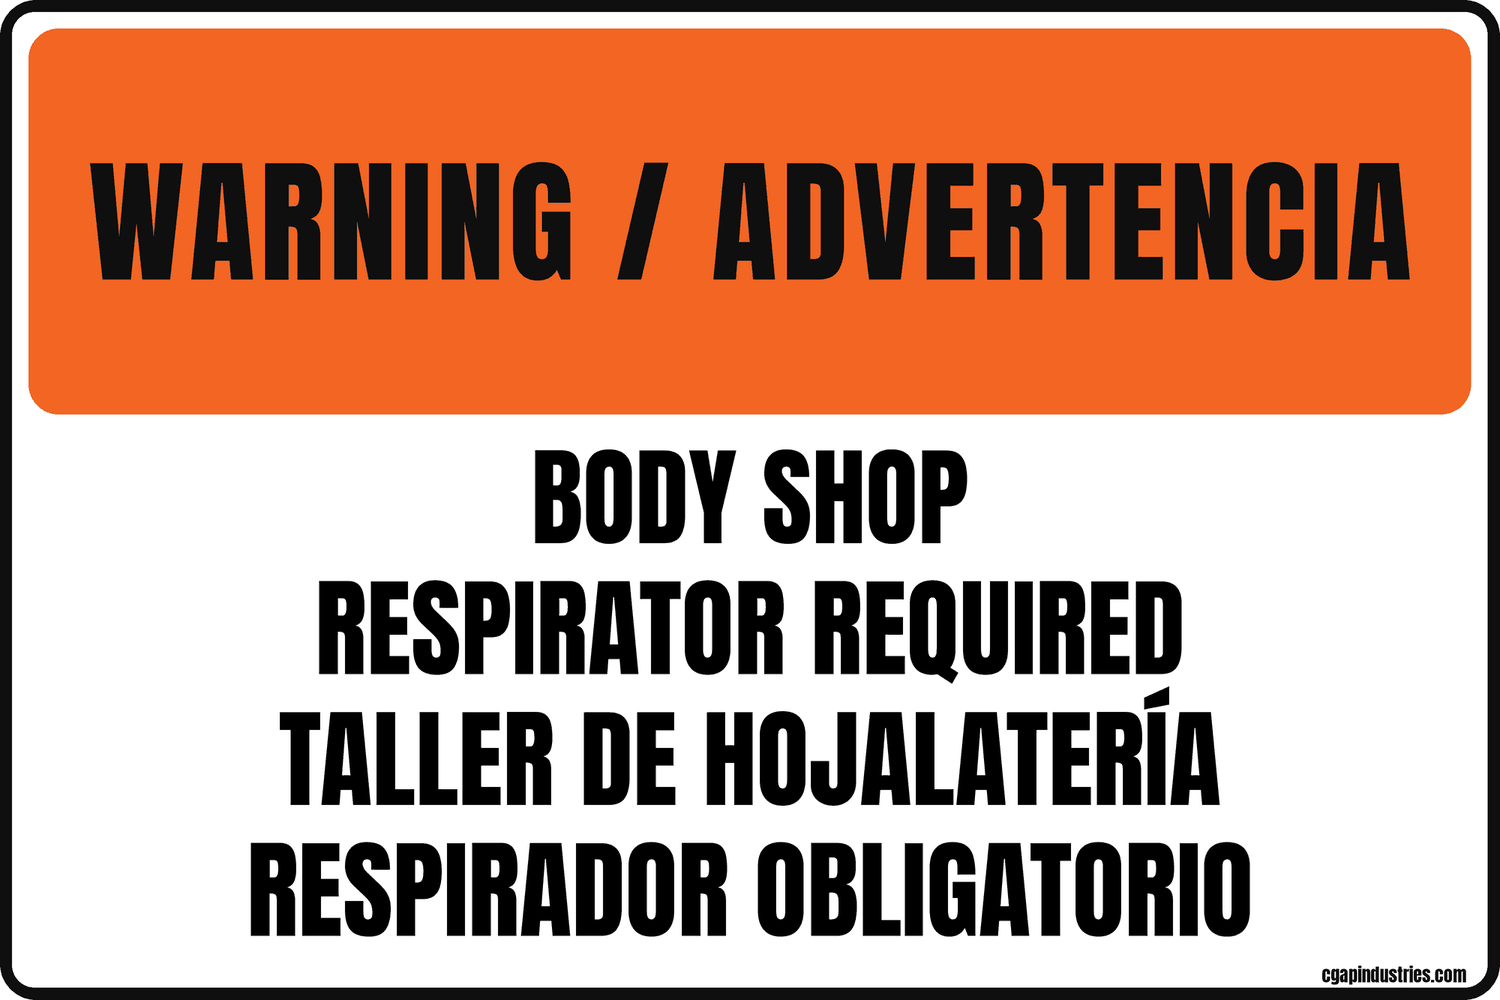 WARNING / ADVERTENCIA
BODY SHOP
RESPIRATOR REQUIRED
TALLER DE HOJALATERÍA
RESPIRADOR OBLIGATORIO
cgapindustries.com